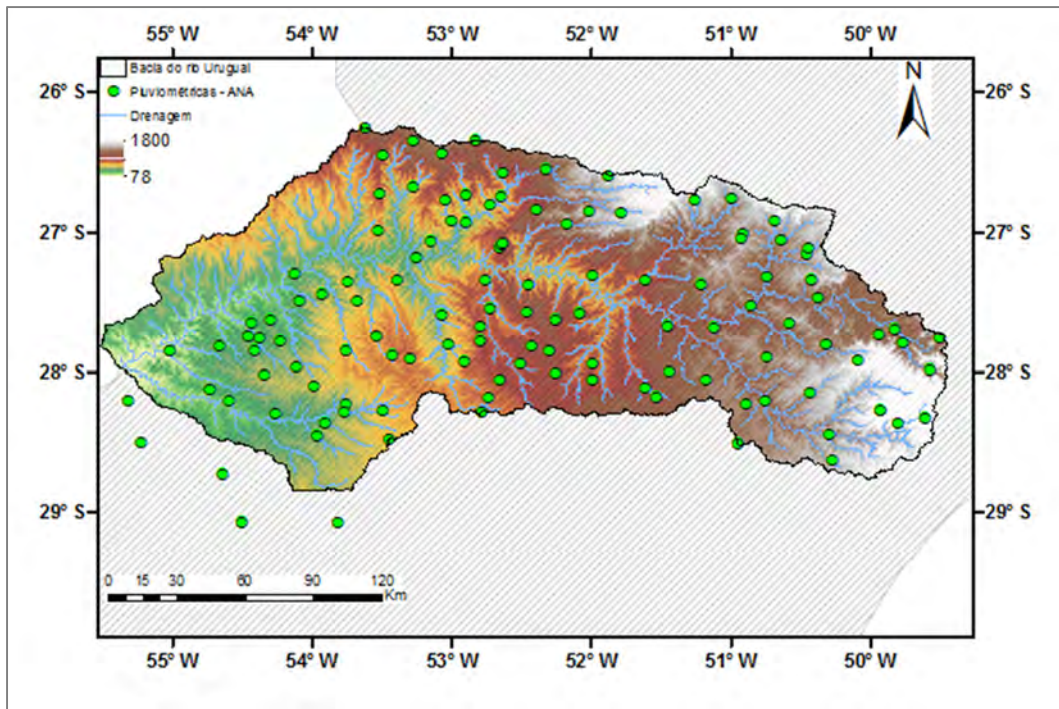 55° W 54° W 53° W 52° W 51° W 50° W
Bacia do rio Uruguai
Pluviométricas - ANA
Drenagem
1800
78
N
26° S 26° S
27° S 27° S
28° S 28° S
29° S 29° S
0 15 30 60 90 120
Km
55° W 54° W 53° W 52° W 51° W 50° W